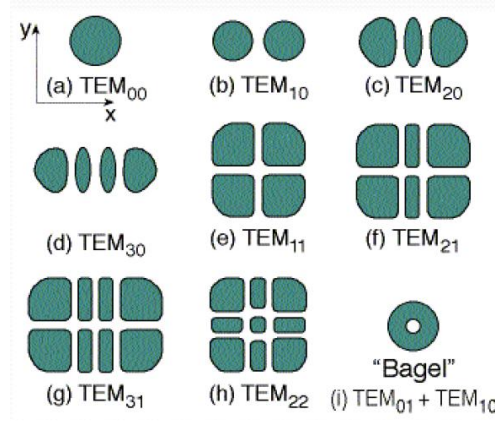 y
x
(a) TEM₀₀
(b) TEM₁₀
(c) TEM₂₀
(d) TEM₃₀
(e) TEM₁₁
(f) TEM₂₁
(g) TEM₃₁
(h) TEM₂₂
“Bagel”
(i) TEM₀₁ + TEM₁₀